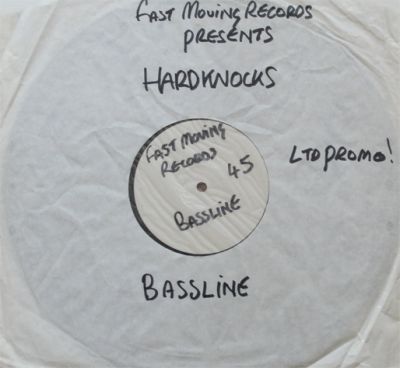 FAST MOVING RECORDS
PRESENTS
HARDKNOCKS
FAST MOVING
RECORDS
45
BASSLINE
LTD PROMO!
BASSLINE